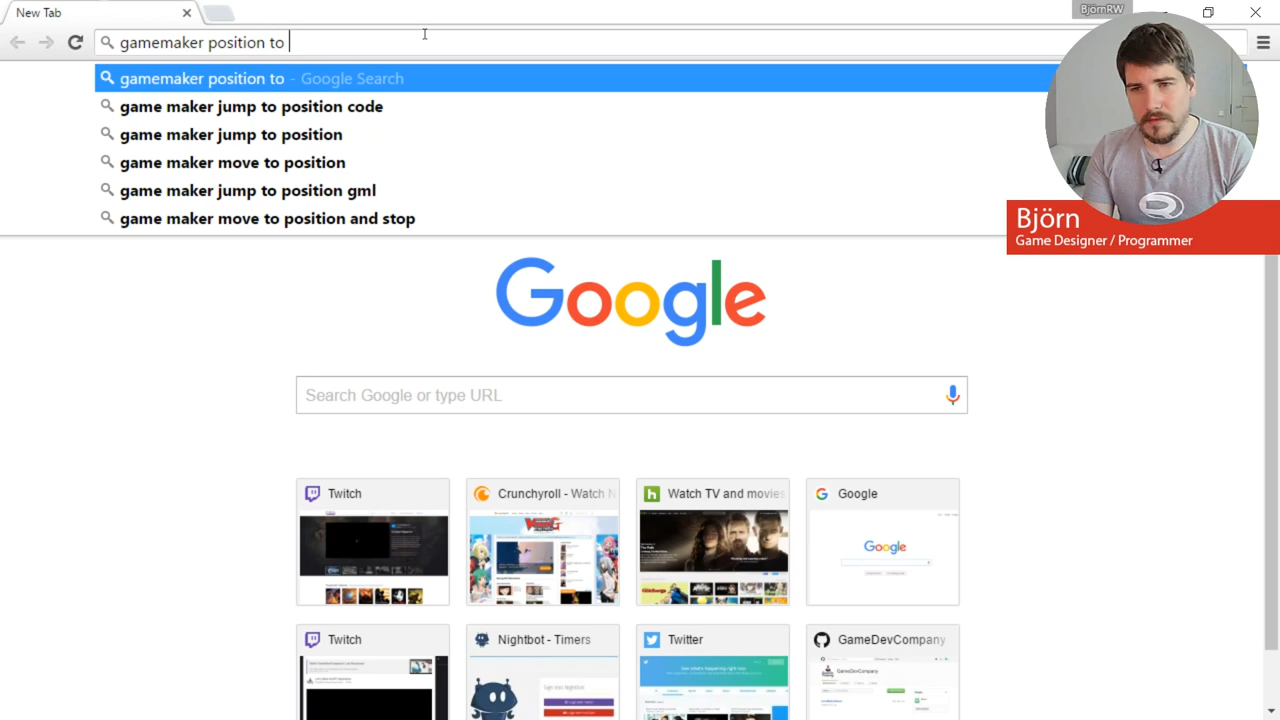 New Tab
BjörnRW
gamemaker position to
gamemaker position to - Google Search
game maker jump to position code
game maker jump to position
game maker move to position
game maker jump to position gml
game maker move to position and stop
Björn
Game Designer / Programmer
Google
Search Google or type URL
Twitch
Crunchyroll - Watch N
Watch TV and movies
Google
Google
Twitch
Nightbot - Timers
Twitter
GameDevCompany